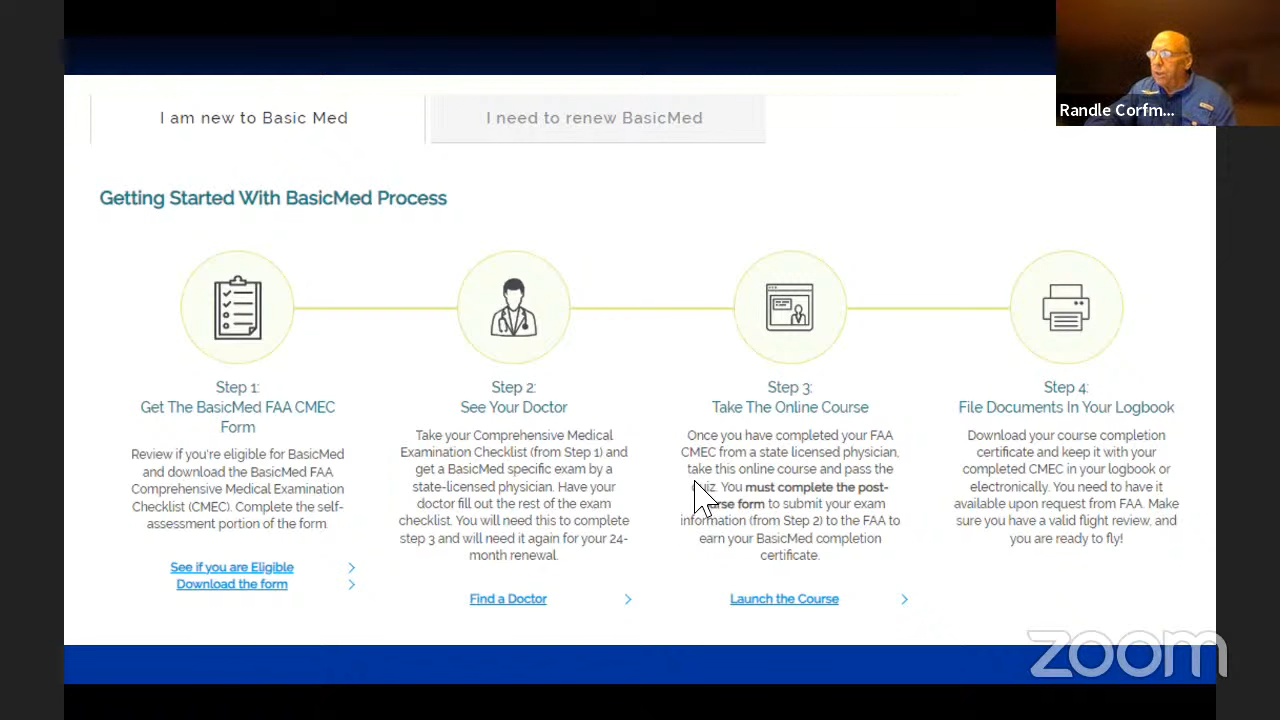 Randle Corfm...
I am new to Basic Med
I need to renew BasicMed
Getting Started With BasicMed Process
Step 1:
Get The BasicMed FAA CMEC
Form
Review if you're eligible for BasicMed
and download the BasicMed FAA
Comprehensive Medical Examination
Checklist (CMEC). Complete the self-
assessment portion of the form.
See if you are Eligible
Download the form
Step 2:
See Your Doctor
Take your Comprehensive Medical
Examination Checklist (from Step 1) and
get a BasicMed specific exam by a
state-licensed physician. Have your
doctor fill out the rest of the exam
checklist. You will need this to complete
step 3 and will need it again for your 24-
month renewal.
Find a Doctor
Step 3:
Take The Online Course
Once you have completed your FAA
CMEC from a state licensed physician,
take this online course and pass the
You must complete the post-
form to submit your exam
information (from Step 2) to the FAA to
earn your BasicMed completion
certificate.
Launch the Course
Step 4:
File Documents In Your Logbook
Download your course completion
certificate and keep it with your
completed CMEC in your logbook or
electronically. You need to have it
available upon request from FAA. Make
sure you have a valid flight review, and
you are ready to fly!
zoom